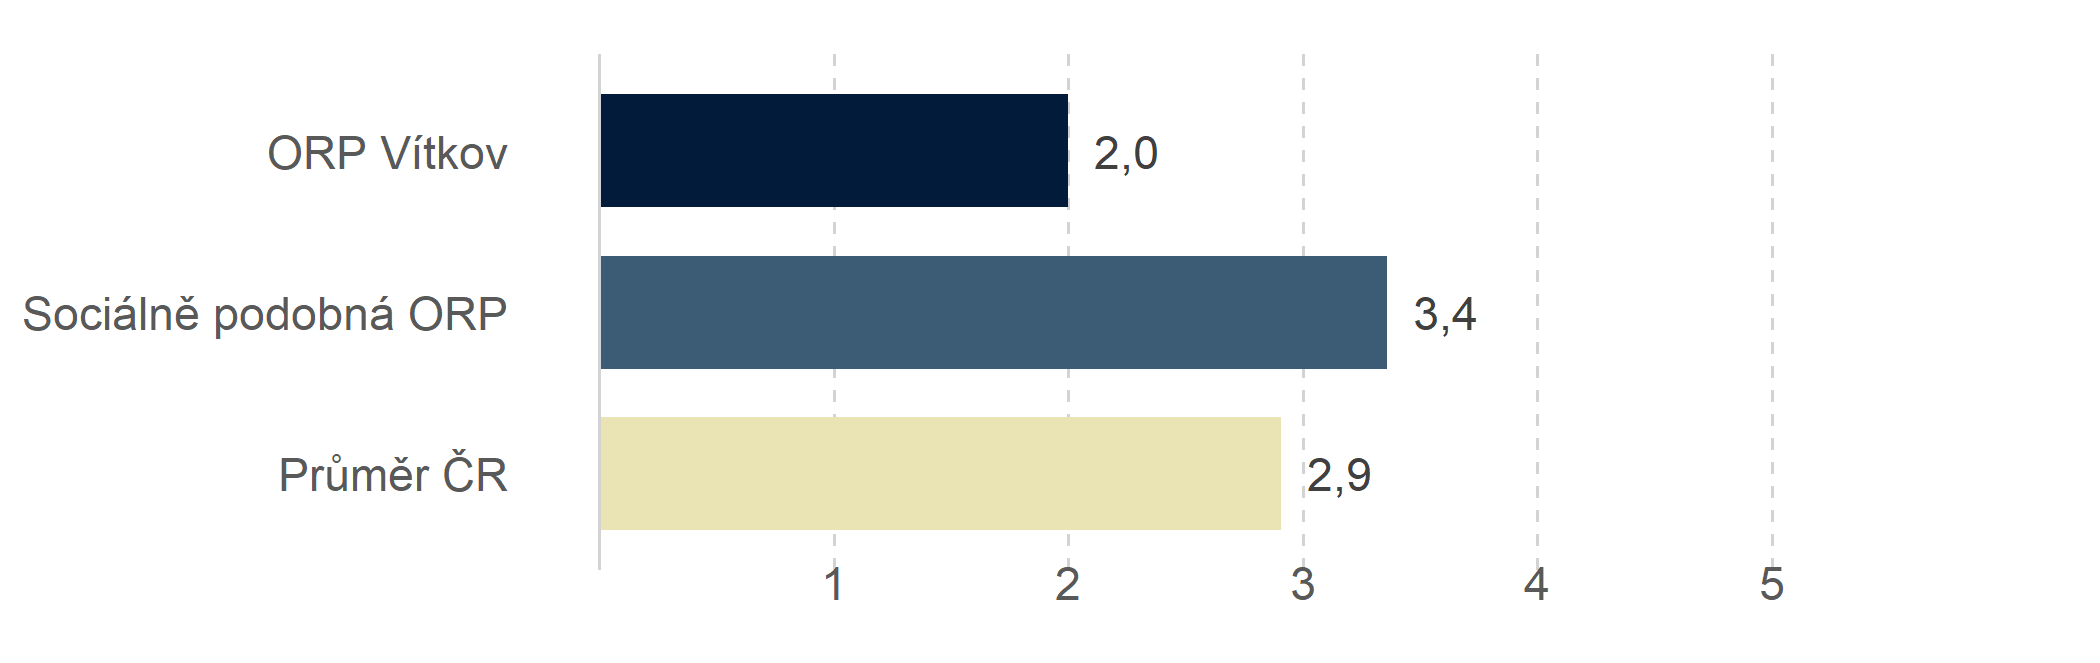 ORP Vítkov
2,0
Sociálně podobná ORP
3,4
Průměr ČR
2,9
1 2 3 4 5